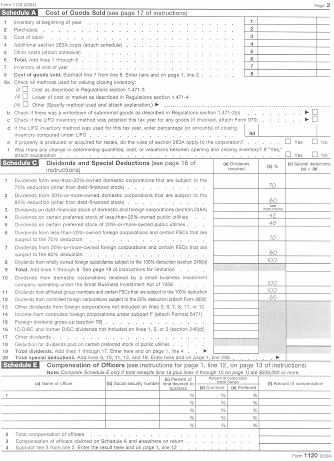 Form 1120 (2004) Page 2
Schedule A Cost of Goods Sold (see page 17 of instructions)
1 Inventory at beginning of year 1
2 Purchases 2
3 Cost of labor 3
4 Additional section 263A costs (attach schedule) 4
5 Other costs (attach schedule) 5
6 Total. Add lines 1 through 5 6
7 Inventory at end of year 7
8 Cost of goods sold. Subtract line 7 from line 6. Enter here and on page 1, line 2 8
9a Check all methods used for valuing closing inventory:
(i) Cost as described in Regulations section 1.471-3
(ii) Lower of cost or market as described in Regulations section 1.471-4
(iii) Other (Specify method used and attach explanation.) ▶
b Check if there was a writedown of subnormal goods as described in Regulations section 1.471-2(c) ▶
c Check if the LIFO inventory method was adopted this tax year for any goods (if checked, attach Form 970) ▶
d If the LIFO inventory method was used for this tax year, enter percentage (or amounts) of closing
inventory computed under LIFO 9d
e If property is produced or acquired for resale, do the rules of section 263A apply to the corporation? Yes No
f Was there any change in determining quantities, cost, or valuations between opening and closing inventory? If "Yes,"
attach explanation Yes No
Schedule C Dividends and Special Deductions (see page 18 of
instructions)
(a) Dividends received (b) % (c) Special deductions (a) × (b)
1 Dividends from less-than-20%-owned domestic corporations that are subject to the
70% deduction (other than debt-financed stock) 70
2 Dividends from 20%-or-more-owned domestic corporations that are subject to the
80% deduction (other than debt-financed stock) 80
3 Dividends on debt-financed stock of domestic and foreign corporations (section 246A) see instructions
4 Dividends on certain preferred stock of less-than-20%-owned public utilities 42
5 Dividends on certain preferred stock of 20%-or-more-owned public utilities 48
6 Dividends from less-than-20%-owned foreign corporations and certain FSCs that are
subject to the 70% deduction 70
7 Dividends from 20%-or-more-owned foreign corporations and certain FSCs that are
subject to the 80% deduction 80
8 Dividends from wholly owned foreign subsidiaries subject to the 100% deduction (section 245(b)) 100
9 Total. Add lines 1 through 8. See page 19 of instructions for limitation
10 Dividends from domestic corporations received by a small business investment
company operating under the Small Business Investment Act of 1958 100
11 Dividends from affiliated group members and certain FSCs that are subject to the 100% deduction 100
12 Dividends from controlled foreign corporations subject to the 85% deduction (attach Form 8895) 85
13 Other dividends from foreign corporations not included on lines 3, 6, 7, 8, 11, or 12
14 Income from controlled foreign corporations under subpart F (attach Form(s) 5471)
15 Foreign dividend gross-up (section 78)
16 IC-DISC and former DISC dividends not included on lines 1, 2, or 3 (section 246(d))
17 Other dividends
18 Deduction for dividends paid on certain preferred stock of public utilities
19 Total dividends. Add lines 1 through 17. Enter here and on page 1, line 4 ▶
20 Total special deductions. Add lines 9, 10, 11, 12, and 18. Enter here and on page 1, line 29b ▶
Schedule E Compensation of Officers (see instructions for page 1, line 12, on page 13 of instructions)
Note: Complete Schedule E only if total receipts (line 1a plus lines 4 through 10 on page 1) are $500,000 or more.
(a) Name of officer (b) Social security number (c) Percent of time devoted to business Percent of corporation stock owned (d) Common (e) Preferred (f) Amount of compensation
1 % % %
% % %
% % %
% % %
% % %
2 Total compensation of officers
3 Compensation of officers claimed on Schedule A and elsewhere on return
4 Subtract line 3 from line 2. Enter the result here and on page 1, line 12
Form 1120 (2004)